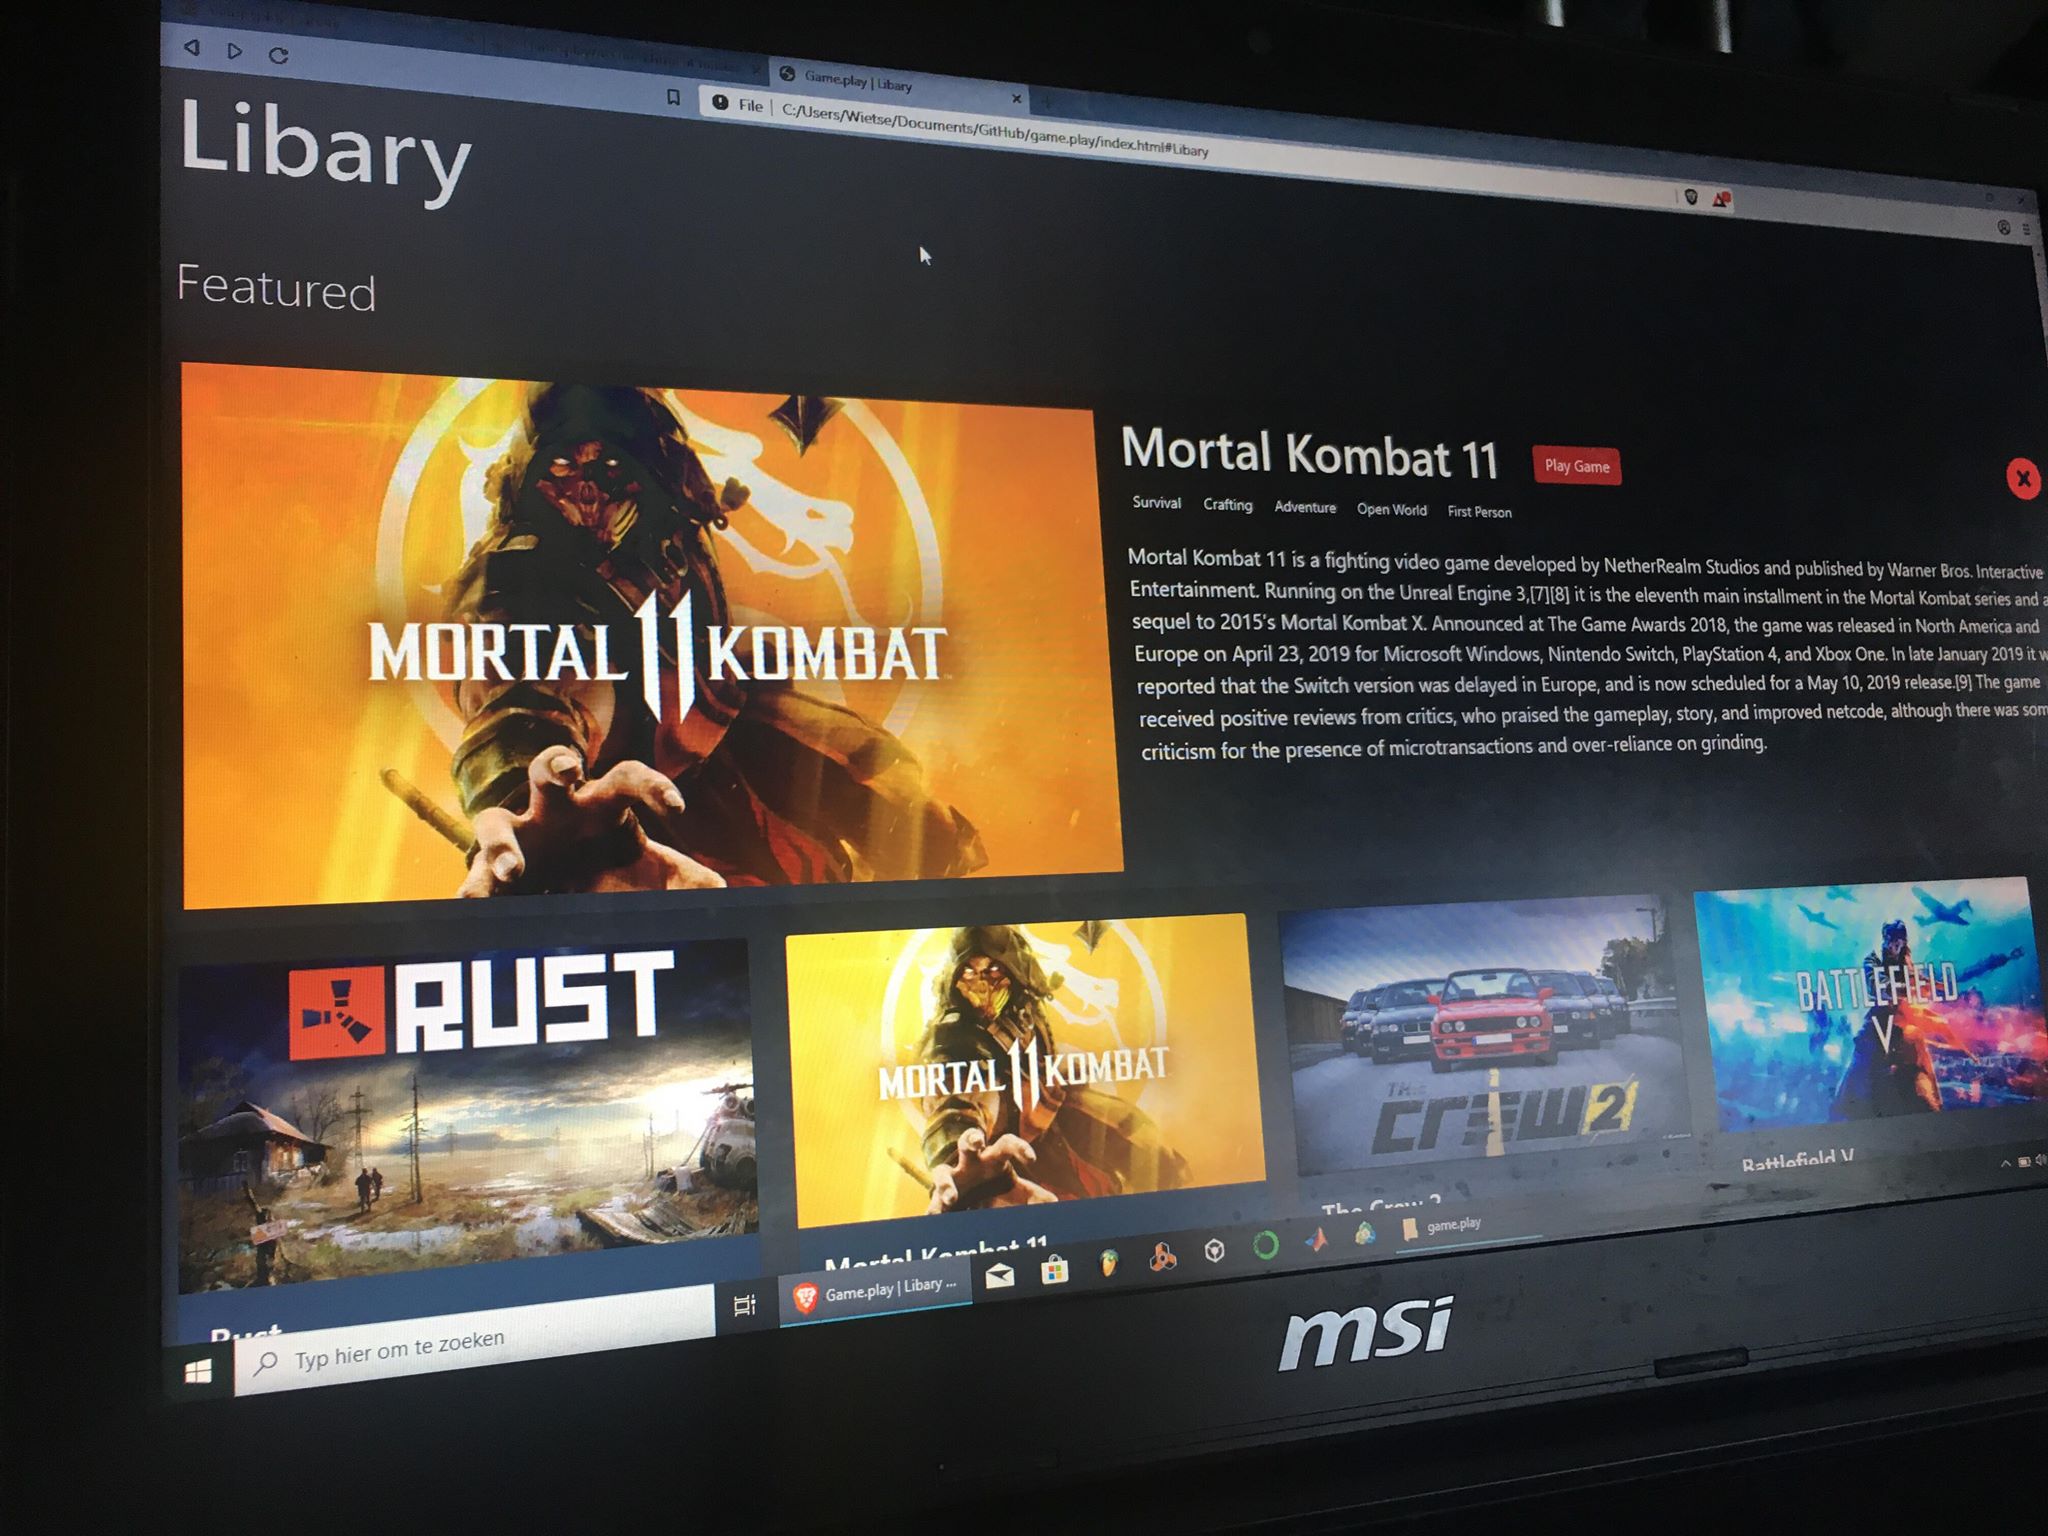 Game.play | Libary
File | C:/Users/Wietse/Documents/GitHub/game.play/index.html#Libary
Libary
Featured
MORTAL 11 KOMBAT
Mortal Kombat 11 Play Game
Survival Crafting Adventure Open World First Person
Mortal Kombat 11 is a fighting video game developed by NetherRealm Studios and published by Warner Bros. Interactive
Entertainment. Running on the Unreal Engine 3,[7][8] it is the eleventh main installment in the Mortal Kombat series and a
sequel to 2015's Mortal Kombat X. Announced at The Game Awards 2018, the game was released in North America and
Europe on April 23, 2019 for Microsoft Windows, Nintendo Switch, PlayStation 4, and Xbox One. In late January 2019 it w
reported that the Switch version was delayed in Europe, and is now scheduled for a May 10, 2019 release.[9] The game
received positive reviews from critics, who praised the gameplay, story, and improved netcode, although there was som
criticism for the presence of microtransactions and over-reliance on grinding.
RUST
MORTAL 11 KOMBAT
THE CREW 2
BATTLEFIELD
V
Rust
Mortal Kombat 11
The Crew 2
Battlefield V
Typ hier om te zoeken
Game.play | Libary ...
game.play
msi